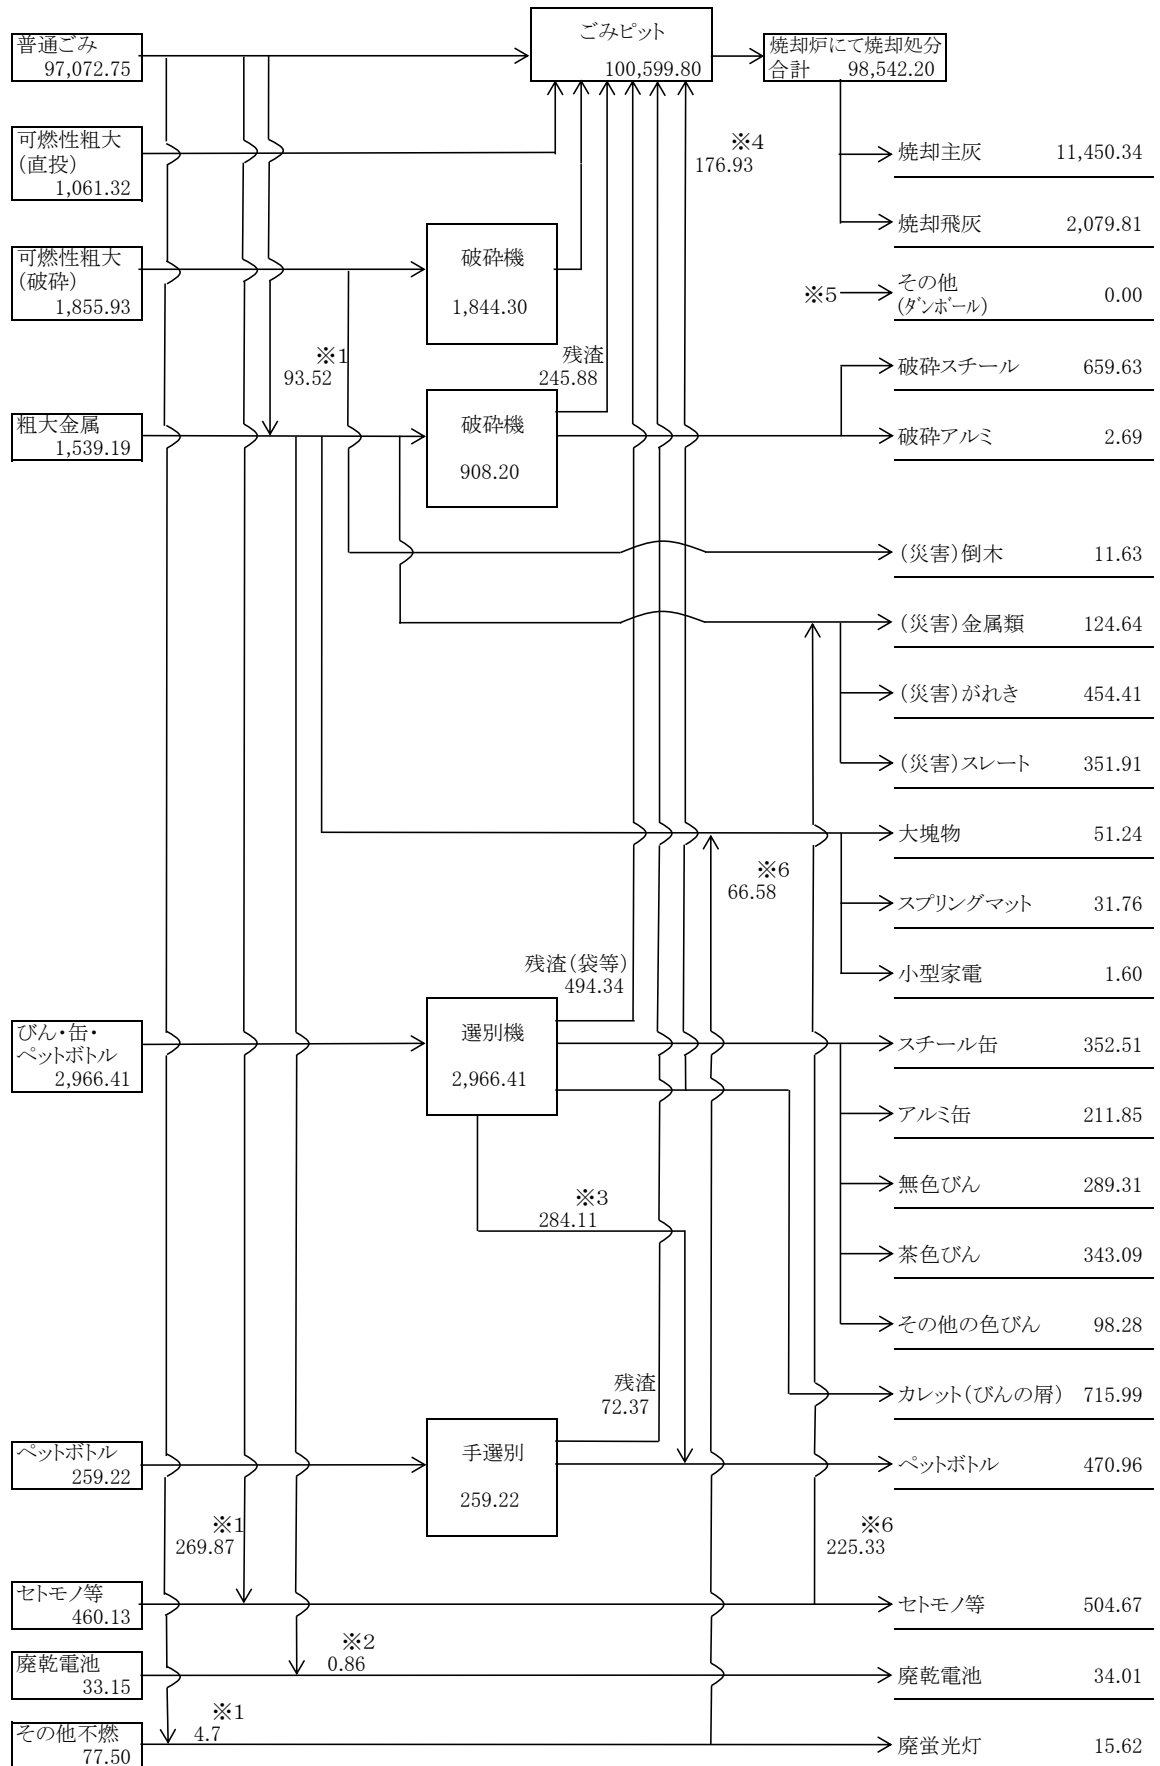 普通ごみ
97,072.75
ごみピット
100,599.80
焼却炉にて焼却処分
合計 98,542.20
可燃性粗大
(直投)
1,061.32
※4
176.93
焼却主灰 11,450.34
焼却飛灰 2,079.81
可燃性粗大
(破砕)
1,855.93
破砕機
1,844.30
※5
その他
(ダンボール)
0.00
※1
93.52
残渣
245.88
破砕スチール 659.63
粗大金属
1,539.19
破砕機
908.20
破砕アルミ 2.69
(災害)倒木 11.63
(災害)金属類 124.64
(災害)がれき 454.41
(災害)スレート 351.91
大塊物 51.24
※6
66.58
スプリングマット 31.76
残渣(袋等)
494.34
小型家電 1.60
びん・缶・
ペットボトル
2,966.41
選別機
2,966.41
スチール缶 352.51
アルミ缶 211.85
無色びん 289.31
※3
284.11
茶色びん 343.09
その他の色びん 98.28
残渣
72.37
カレット(びんの屑) 715.99
ペットボトル
259.22
手選別
259.22
ペットボトル 470.96
※1
269.87
※6
225.33
セトモノ等
460.13
セトモノ等 504.67
廃乾電池
33.15
※2
0.86
廃乾電池 34.01
その他不燃
77.50
※1
4.7
廃蛍光灯 15.62